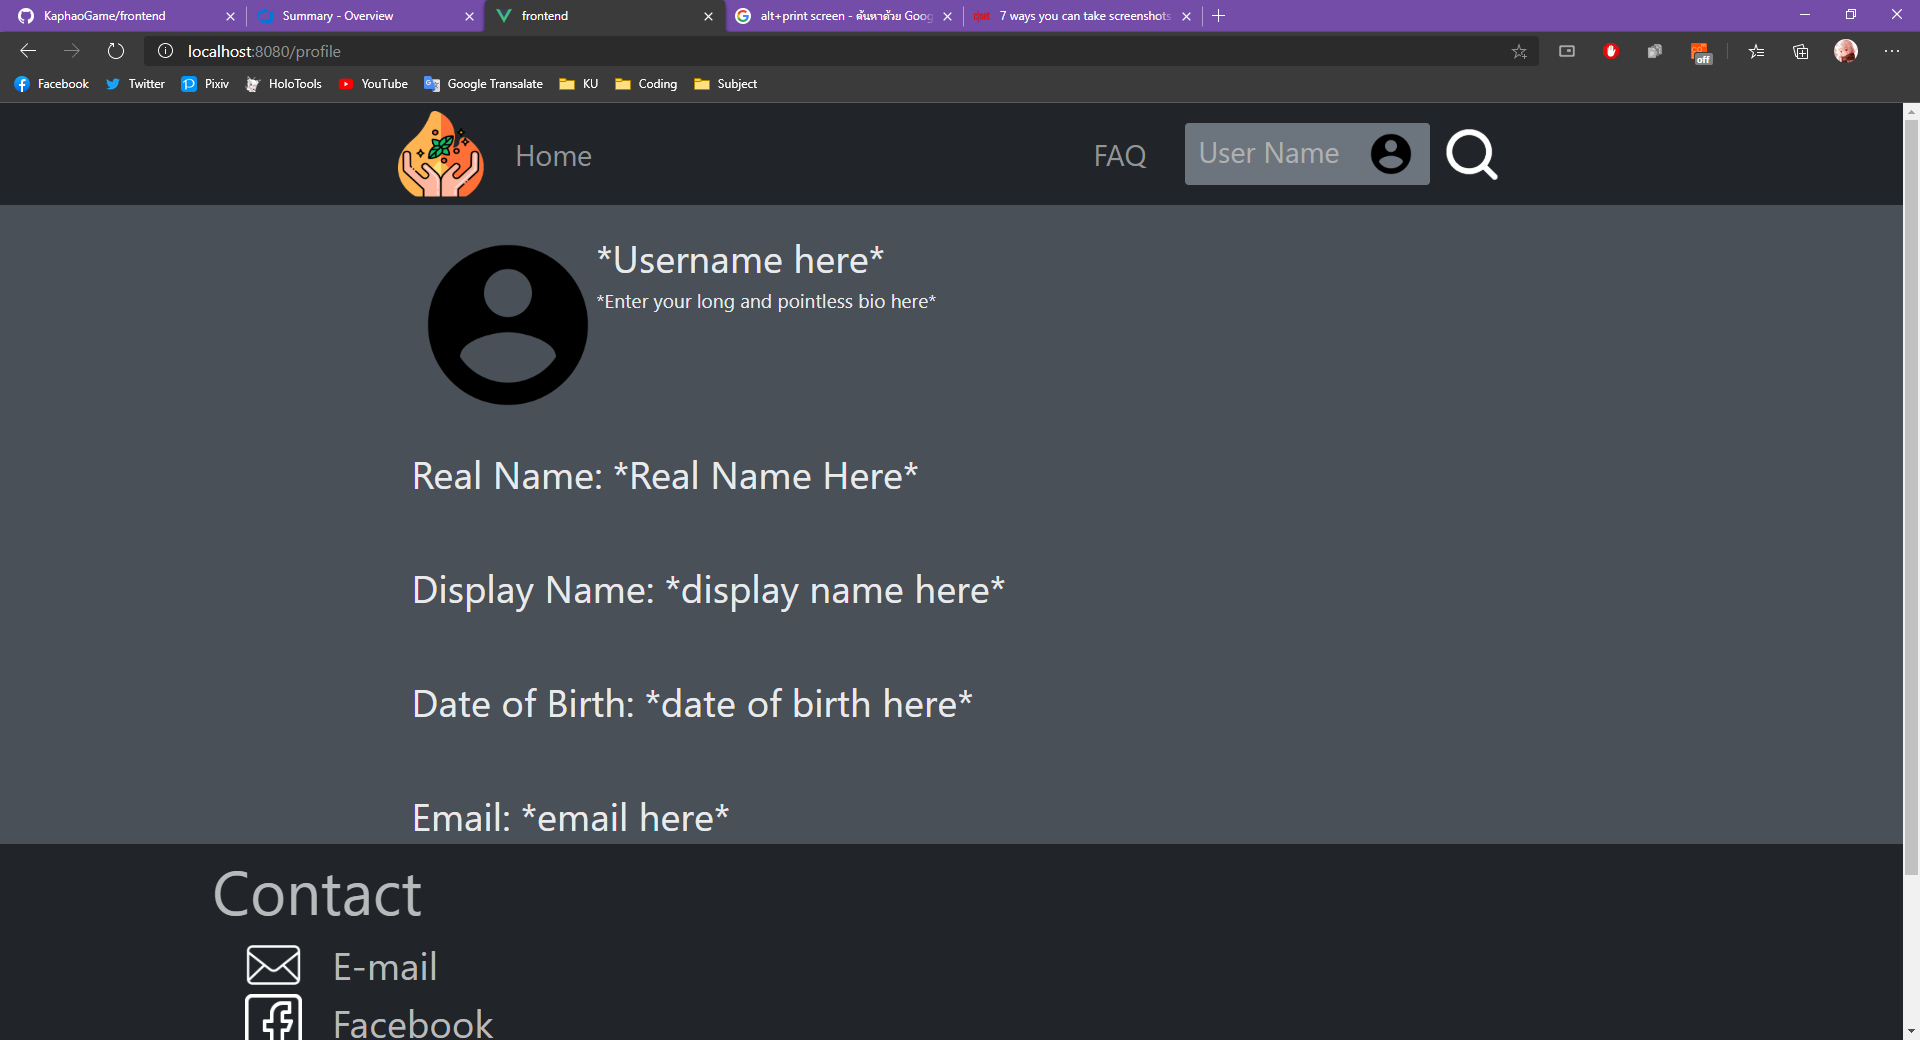 KaphaoGame/frontend
Summary - Overview
frontend
alt+print screen - ค้นหาด้วย Goog
7 ways you can take screenshots
localhost:8080/profile
off
Facebook
Twitter
Pixiv
HoloTools
YouTube
Google Transalate
KU
Coding
Subject
Home
FAQ
User Name
*Username here*
*Enter your long and pointless bio here*
Real Name: *Real Name Here*
Display Name: *display name here*
Date of Birth: *date of birth here*
Email: *email here*
Contact
E-mail
Facebook